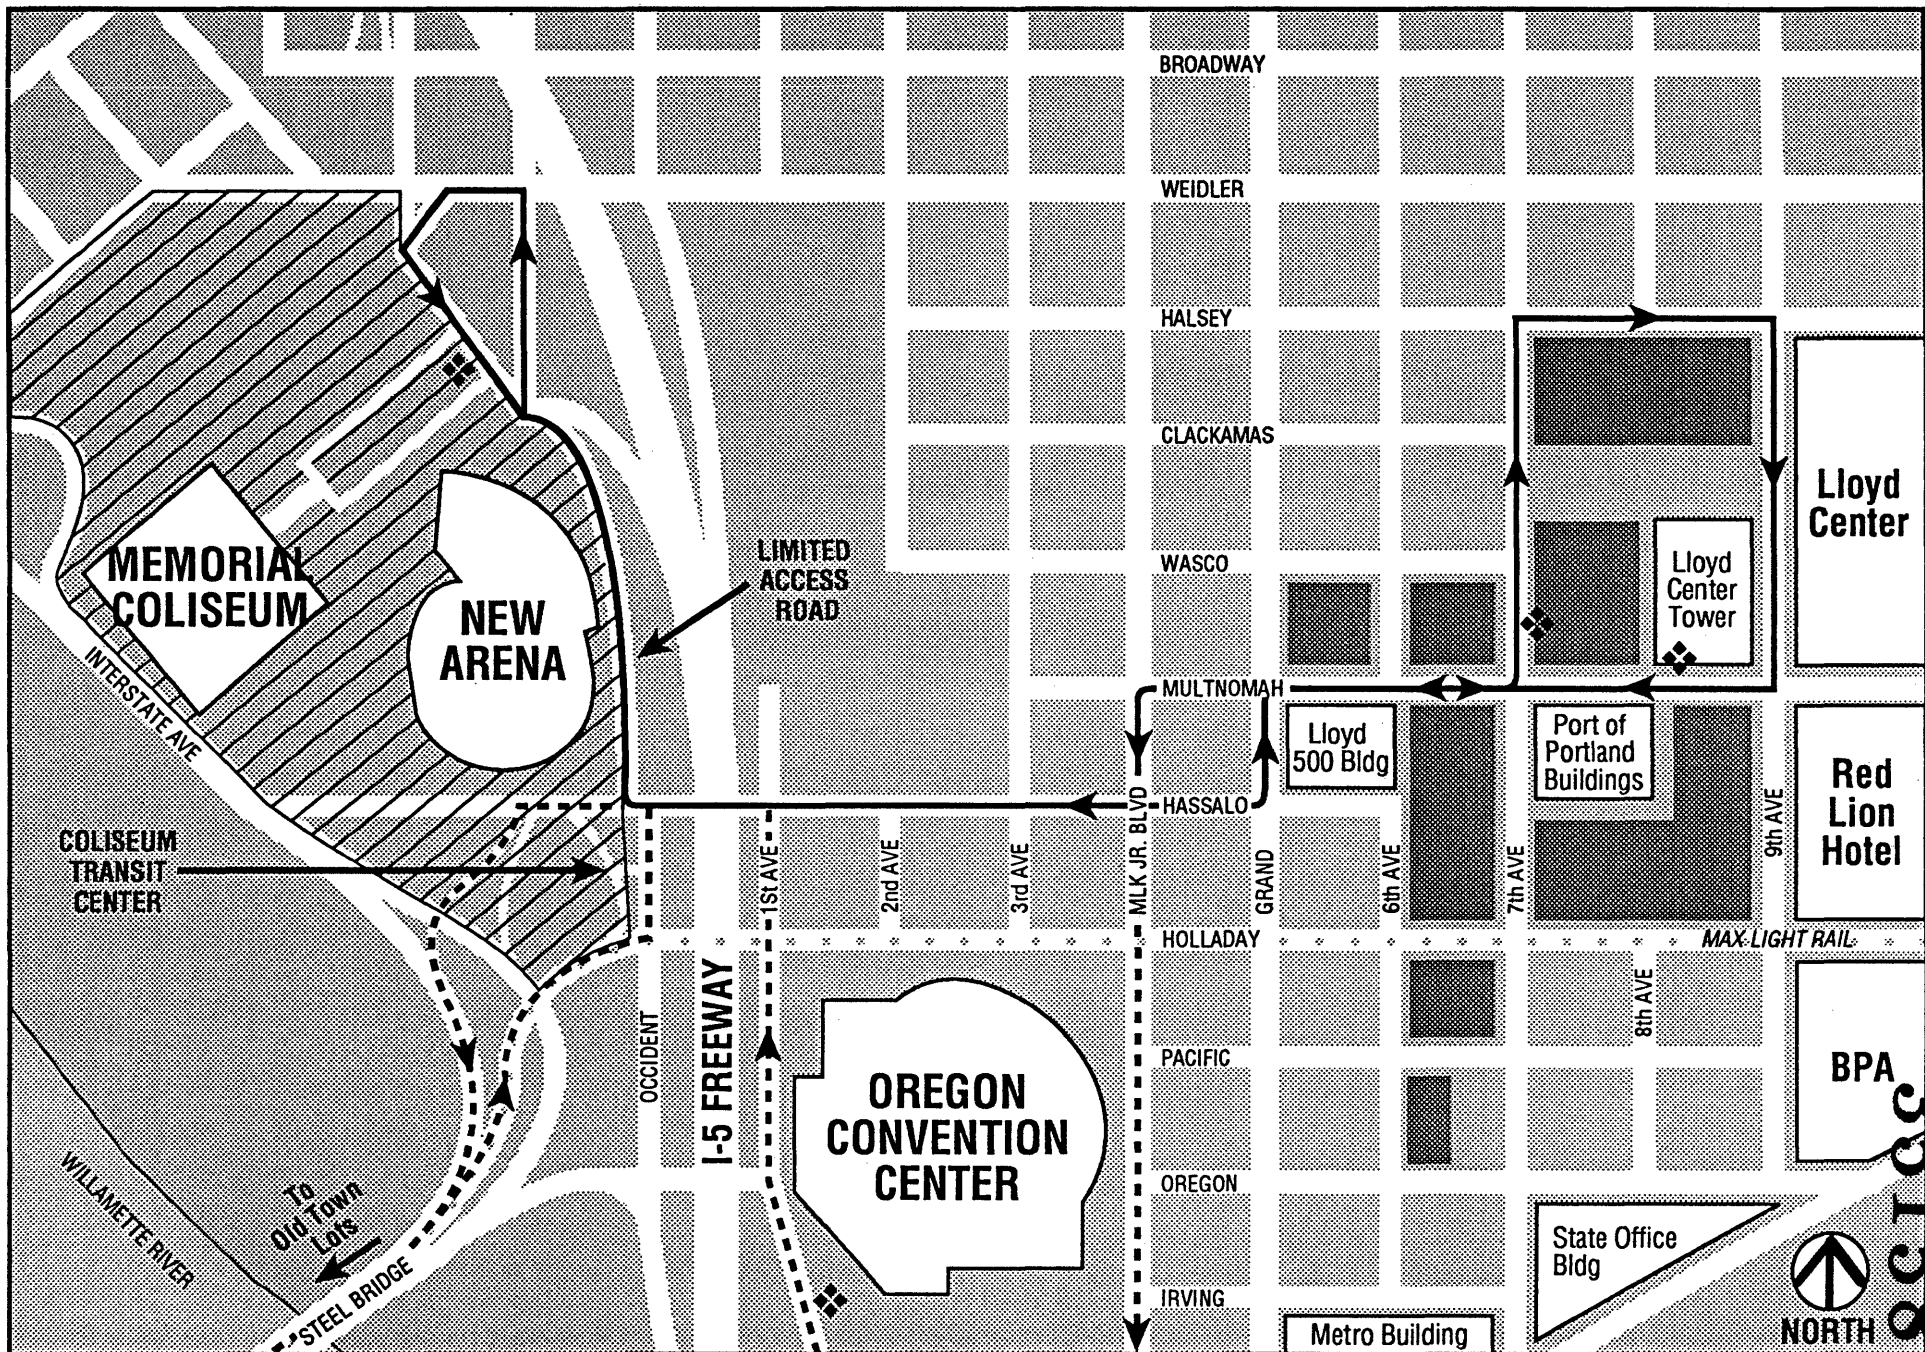 BROADWAY
WEIDLER
HALSEY
CLACKAMAS
Lloyd
Center
LIMITED
ACCESS
ROAD
WASCO
Lloyd
Center
Tower
MEMORIAL
COLISEUM
NEW
ARENA
INTERSTATE AVE
MULTNOMAH
Lloyd
500 Bldg
Port of
Portland
Buildings
Red
Lion
Hotel
HASSALO
COLISEUM
TRANSIT
CENTER
1St AVE
2nd AVE
3rd AVE
MLK JR. BLVD
GRAND
6th AVE
7th AVE
9th AVE
HOLLADAY
MAX LIGHT RAIL
8th AVE
OCCIDENT
I-5 FREEWAY
PACIFIC
OREGON
CONVENTION
CENTER
BPA
OREGON
WILLAMETTE RIVER
To
Old Town
Lots
STEEL BRIDGE
State Office
Bldg
IRVING
Metro Building
NORTH